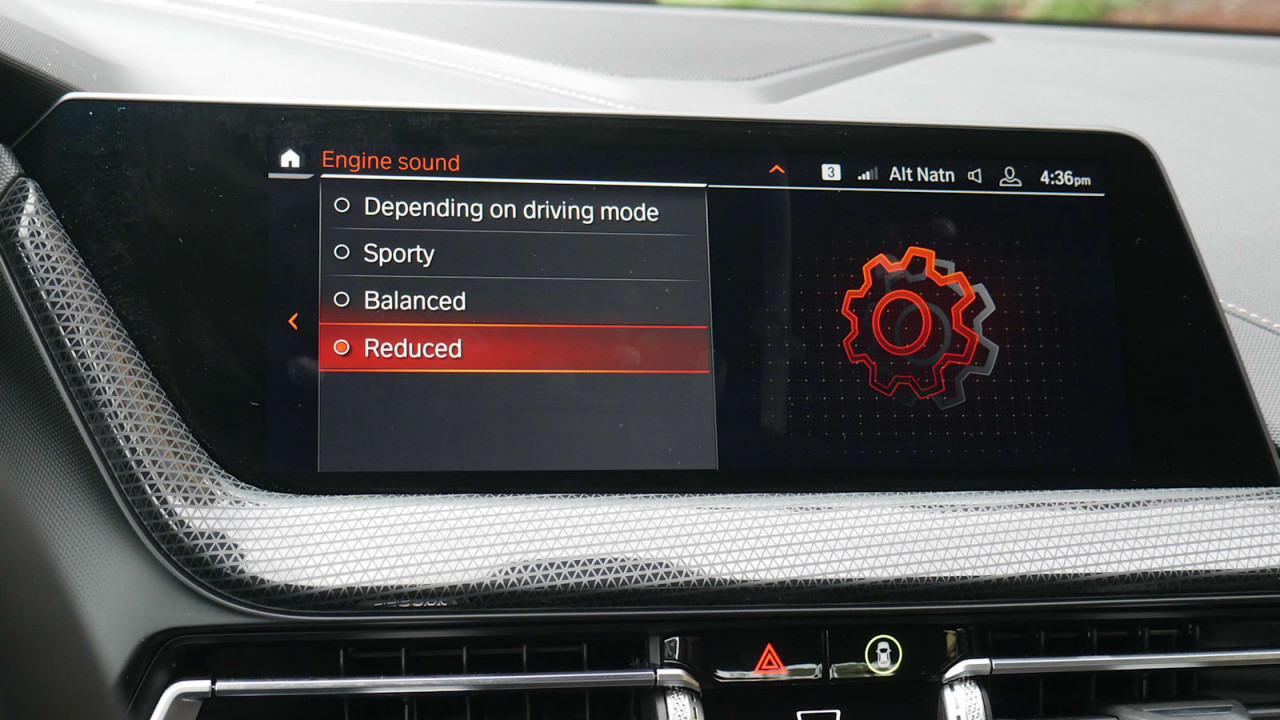 Engine sound
3 Alt Natn 4:36pm
Depending on driving mode
Sporty
Balanced
Reduced